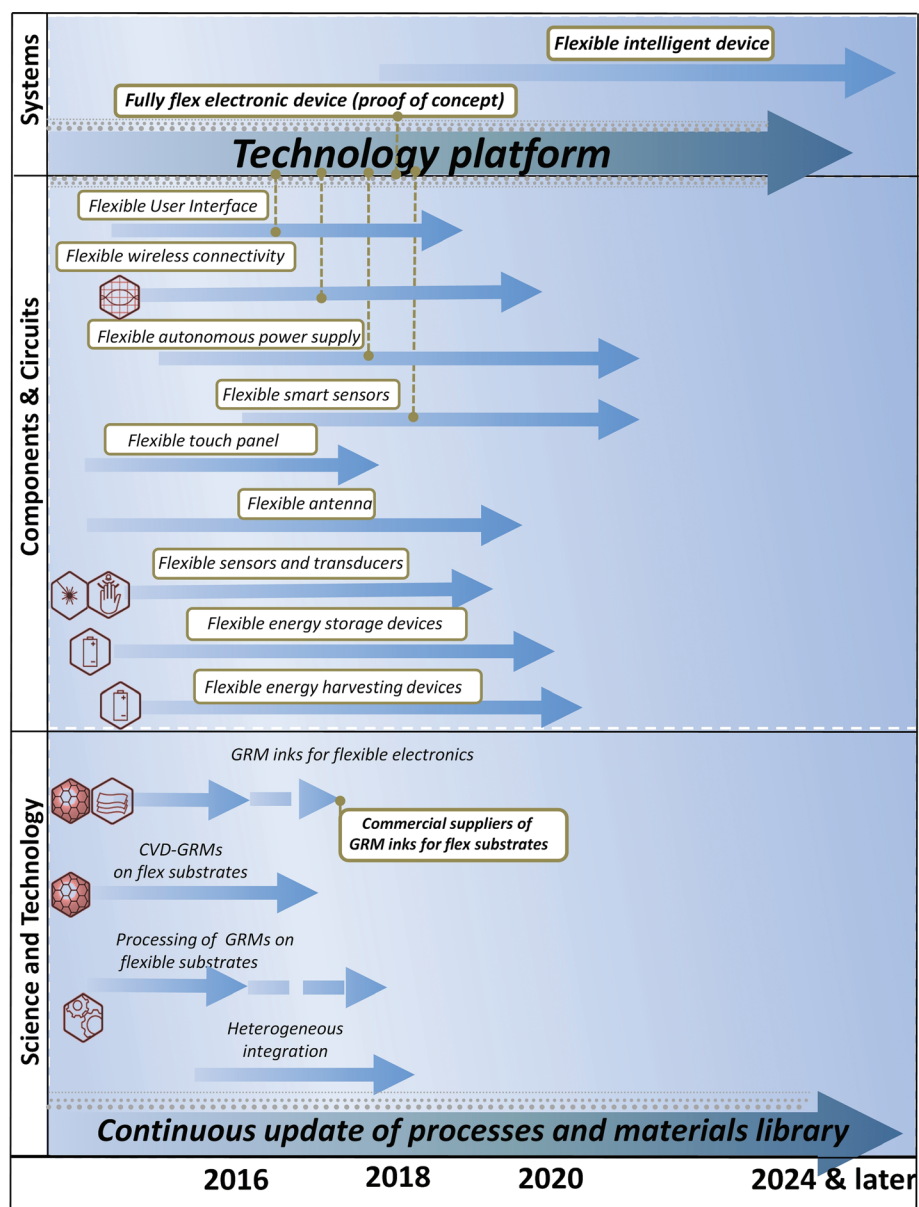 Systems
Flexible intelligent device
Fully flex electronic device (proof of concept)
Technology platform
Components & Circuits
Flexible User Interface
Flexible wireless connectivity
Flexible autonomous power supply
Flexible smart sensors
Flexible touch panel
Flexible antenna
Flexible sensors and transducers
Flexible energy storage devices
Flexible energy harvesting devices
Science and Technology
GRM inks for flexible electronics
Commercial suppliers of
GRM inks for flex substrates
CVD-GRMs
on flex substrates
Processing of GRMs on
flexible substrates
Heterogeneous
integration
Continuous update of processes and materials library
2016 2018 2020 2024 & later